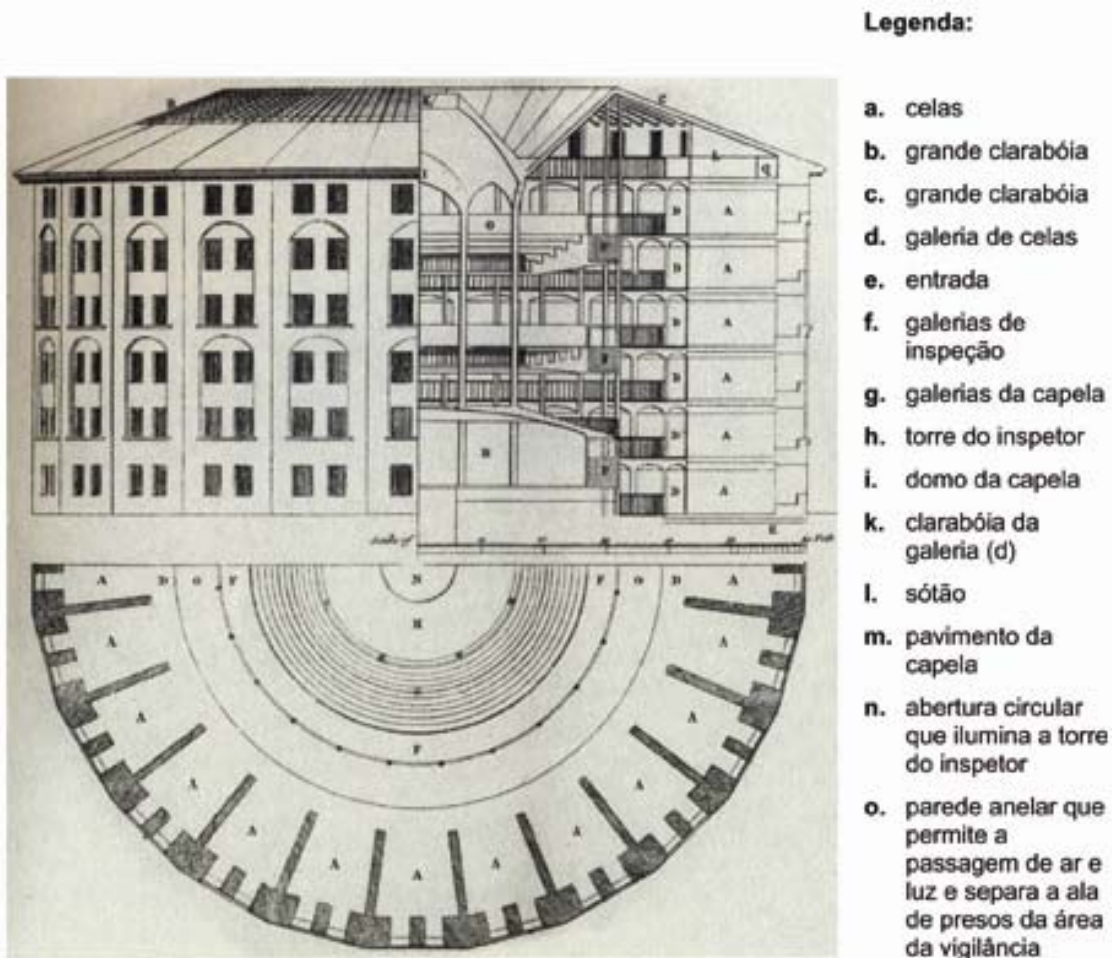 Legenda:
a. celas
b. grande clarabóia
c. grande clarabóia
d. galeria de celas
e. entrada
f. galerias de
inspeção
g. galerias da capela
h. torre do inspetor
i. domo da capela
k. clarabóia da
galeria (d)
l. sótão
m. pavimento da
capela
n. abertura circular
que ilumina a torre
do inspetor
o. parede anelar que
permite a
passagem de ar e
luz e separa a ala
de presos da área
da vigilância
B C
K
I
O D A
D A
D A
D A
D A
D A
A D O F N F O D A
A H A
A A
F
A A
A A
A A A